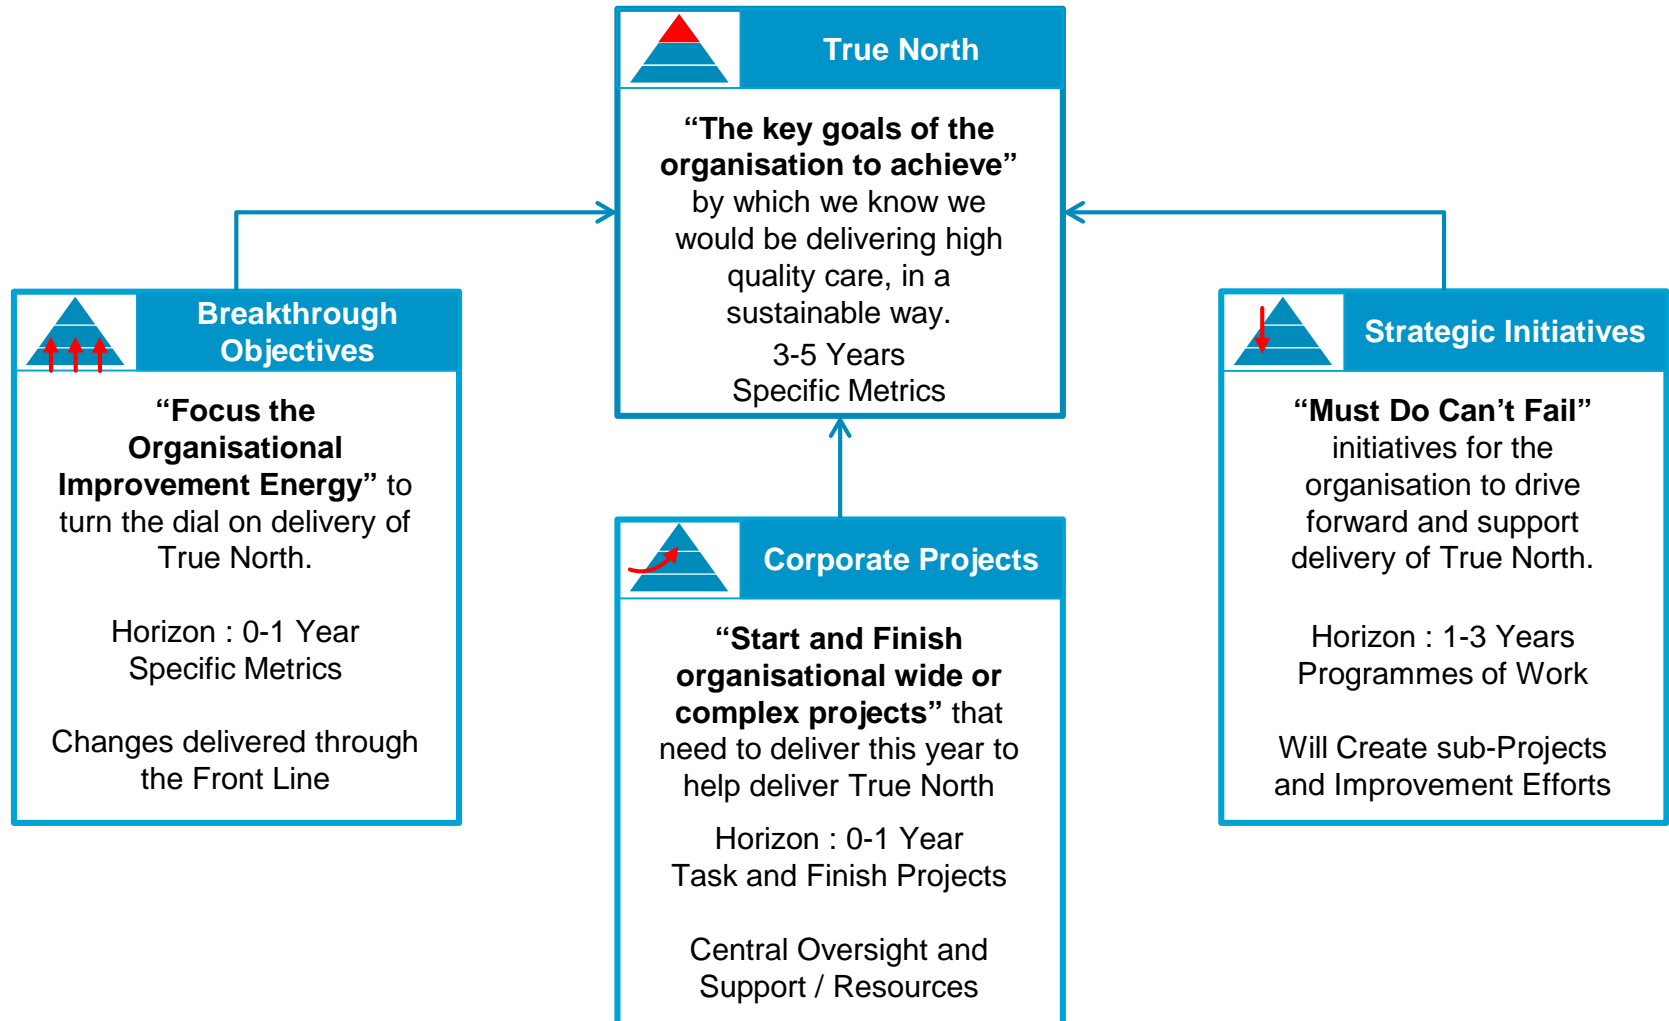 True North
“The key goals of the
organisation to achieve”
by which we know we
would be delivering high
quality care, in a
sustainable way.
3-5 Years
Specific Metrics
Breakthrough
Objectives
“Focus the
Organisational
Improvement Energy” to
turn the dial on delivery of
True North.
Horizon : 0-1 Year
Specific Metrics
Changes delivered through
the Front Line
Corporate Projects
“Start and Finish
organisational wide or
complex projects” that
need to deliver this year to
help deliver True North
Horizon : 0-1 Year
Task and Finish Projects
Central Oversight and
Support / Resources
Strategic Initiatives
“Must Do Can’t Fail”
initiatives for the
organisation to drive
forward and support
delivery of True North.
Horizon : 1-3 Years
Programmes of Work
Will Create sub-Projects
and Improvement Efforts